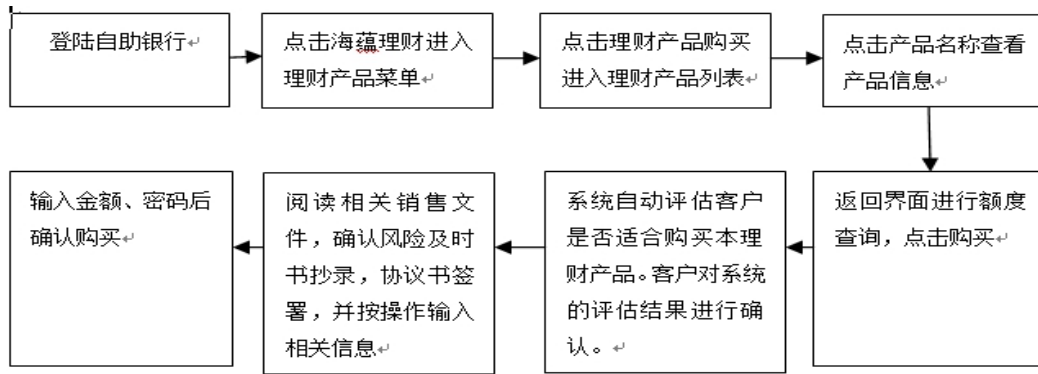 登陆自助银行
点击海蕴理财进入
理财产品菜单
点击理财产品购买
进入理财产品列表
点击产品名称查看
产品信息
返回界面进行额度
查询，点击购买
系统自动评估客户
是否适合购买本理
财产品。客户对系统
的评估结果进行确
认。
阅读相关销售文
件，确认风险及时
书抄录，协议书签
署，并按操作输入
相关信息
输入金额、密码后
确认购买